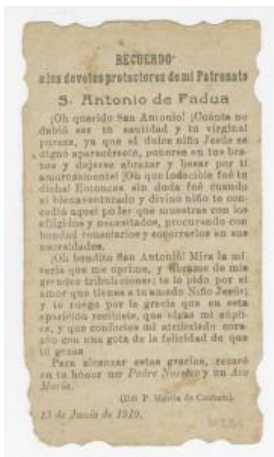 RECUERDO
a los devotos protectores de mi Patronato
S. Antonio de Padua
¡Oh querido San Antonio! ¡Cuánta no
debió ser tu santidad y tu virginal
pureza, ya que el dulce niño Jesús se
dignó aparecérsete, ponerse en tus bra-
zos y dejarse abrazar y besar por ti
amorosamente! ¡Oh que indecible fué tu
dicha! Entonces sin duda fué cuando
el bienaventurado y divino niño te con-
cedió aquel poder que muestras con los
afligidos y necesitados, procurando con
bondad consolarlos y socorrerlos en sus
necesidades.
¡Oh bendito San Antonio! Mira la mi-
seria que me oprime, y líbrame de mis
grandes tribulaciones; te lo pido por el
amor que tienes a tu amado Niño Jesús;
y te ruego por la gracia que en esta
aparición recibiste, que oigas mi súpli-
ca, y que confortes mi atribulado cora-
zón con una gota de la felicidad de que
tú gozas
Para alcanzar estas gracias, rezaré
en tu honor un Padre Nuestro y un Ave
María.
(Del P. Martín de
13 de Junio de 1919.